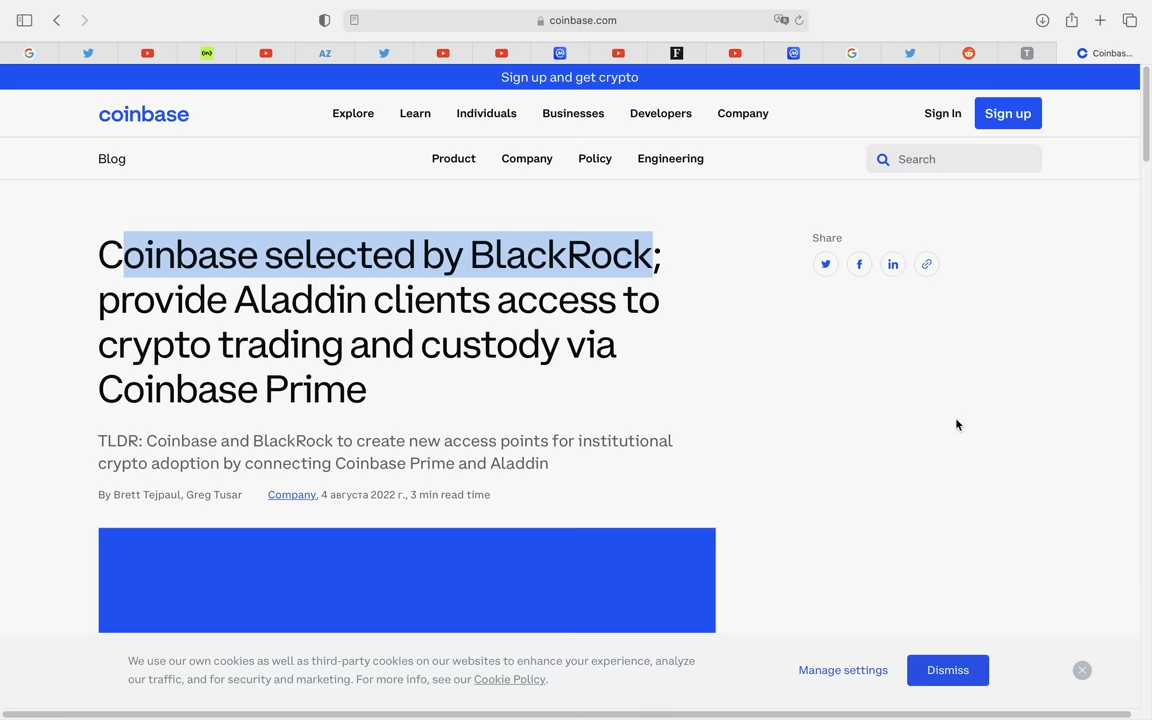 coinbase.com
AZ
F
T
Coinbas...
Sign up and get crypto
coinbase
Explore
Learn
Individuals
Businesses
Developers
Company
Sign In
Sign up
Blog
Product
Company
Policy
Engineering
Search
Coinbase selected by BlackRock;
provide Aladdin clients access to
crypto trading and custody via
Coinbase Prime
Share
TLDR: Coinbase and BlackRock to create new access points for institutional
crypto adoption by connecting Coinbase Prime and Aladdin
By Brett Tejpaul, Greg Tusar Company, 4 августа 2022 г., 3 min read time
We use our own cookies as well as third-party cookies on our websites to enhance your experience, analyze
our traffic, and for security and marketing. For more info, see our Cookie Policy.
Manage settings
Dismiss